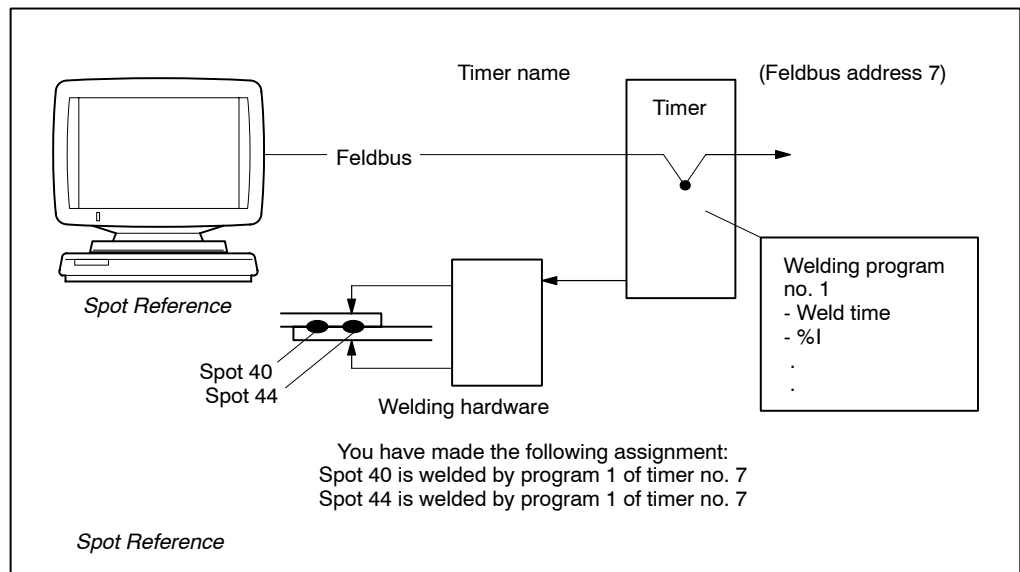 Timer name
(Feldbus address 7)
Timer
Feldbus
Spot Reference
Welding program
no. 1
- Weld time
- %I
.
.
Spot 40
Spot 44
Welding hardware
You have made the following assignment:
Spot 40 is welded by program 1 of timer no. 7
Spot 44 is welded by program 1 of timer no. 7
Spot Reference